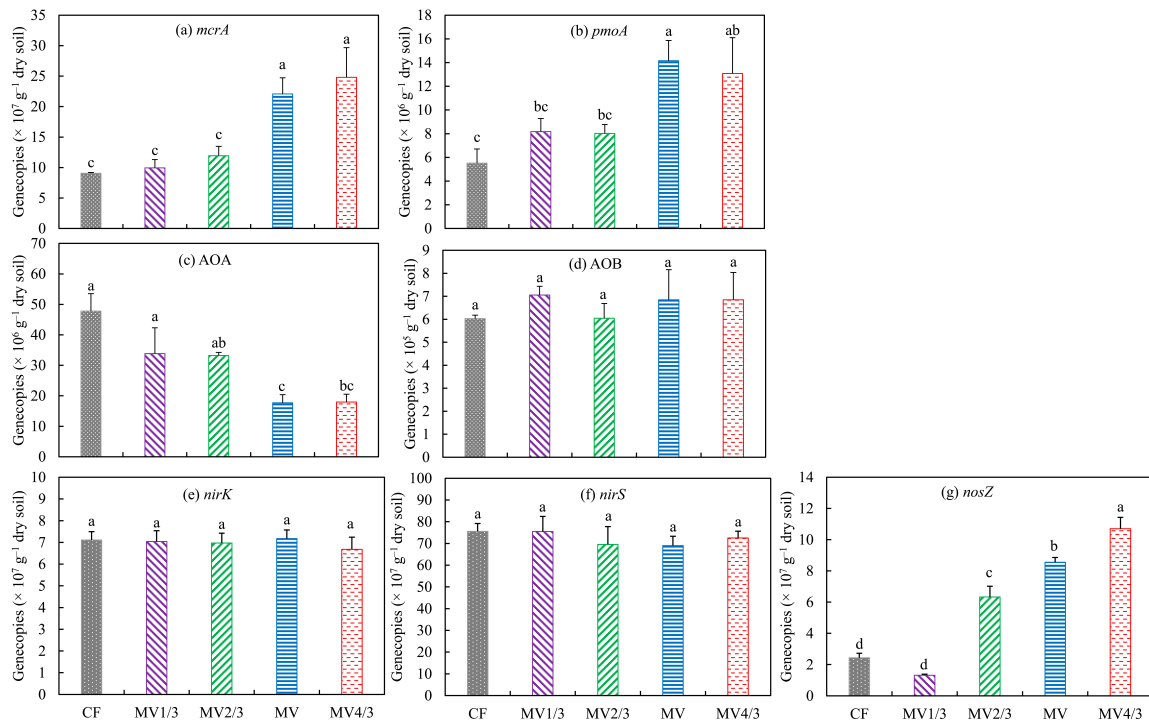 (a) mcrA
Genecopies (× 10⁷ g⁻¹ dry soil)
35
30
25
20
15
10
5
0
c
c
c
a
a
(b) pmoA
Genecopies (× 10⁶ g⁻¹ dry soil)
18
16
14
12
10
8
6
4
2
0
c
bc
bc
a
ab
(c) AOA
Genecopies (× 10⁶ g⁻¹ dry soil)
70
60
50
40
30
20
10
0
a
a
ab
c
bc
(d) AOB
Genecopies (× 10⁵ g⁻¹ dry soil)
9
8
7
6
5
4
3
2
1
0
a
a
a
a
a
(e) nirK
Genecopies (× 10⁷ g⁻¹ dry soil)
10
9
8
7
6
5
4
3
2
1
0
a
a
a
a
a
CF MV1/3 MV2/3 MV MV4/3
(f) nirS
Genecopies (× 10⁷ g⁻¹ dry soil)
100
90
80
70
60
50
40
30
20
10
0
a
a
a
a
a
CF MV1/3 MV2/3 MV MV4/3
(g) nosZ
Genecopies (× 10⁷ g⁻¹ dry soil)
14
12
10
8
6
4
2
0
d
d
c
b
a
CF MV1/3 MV2/3 MV MV4/3